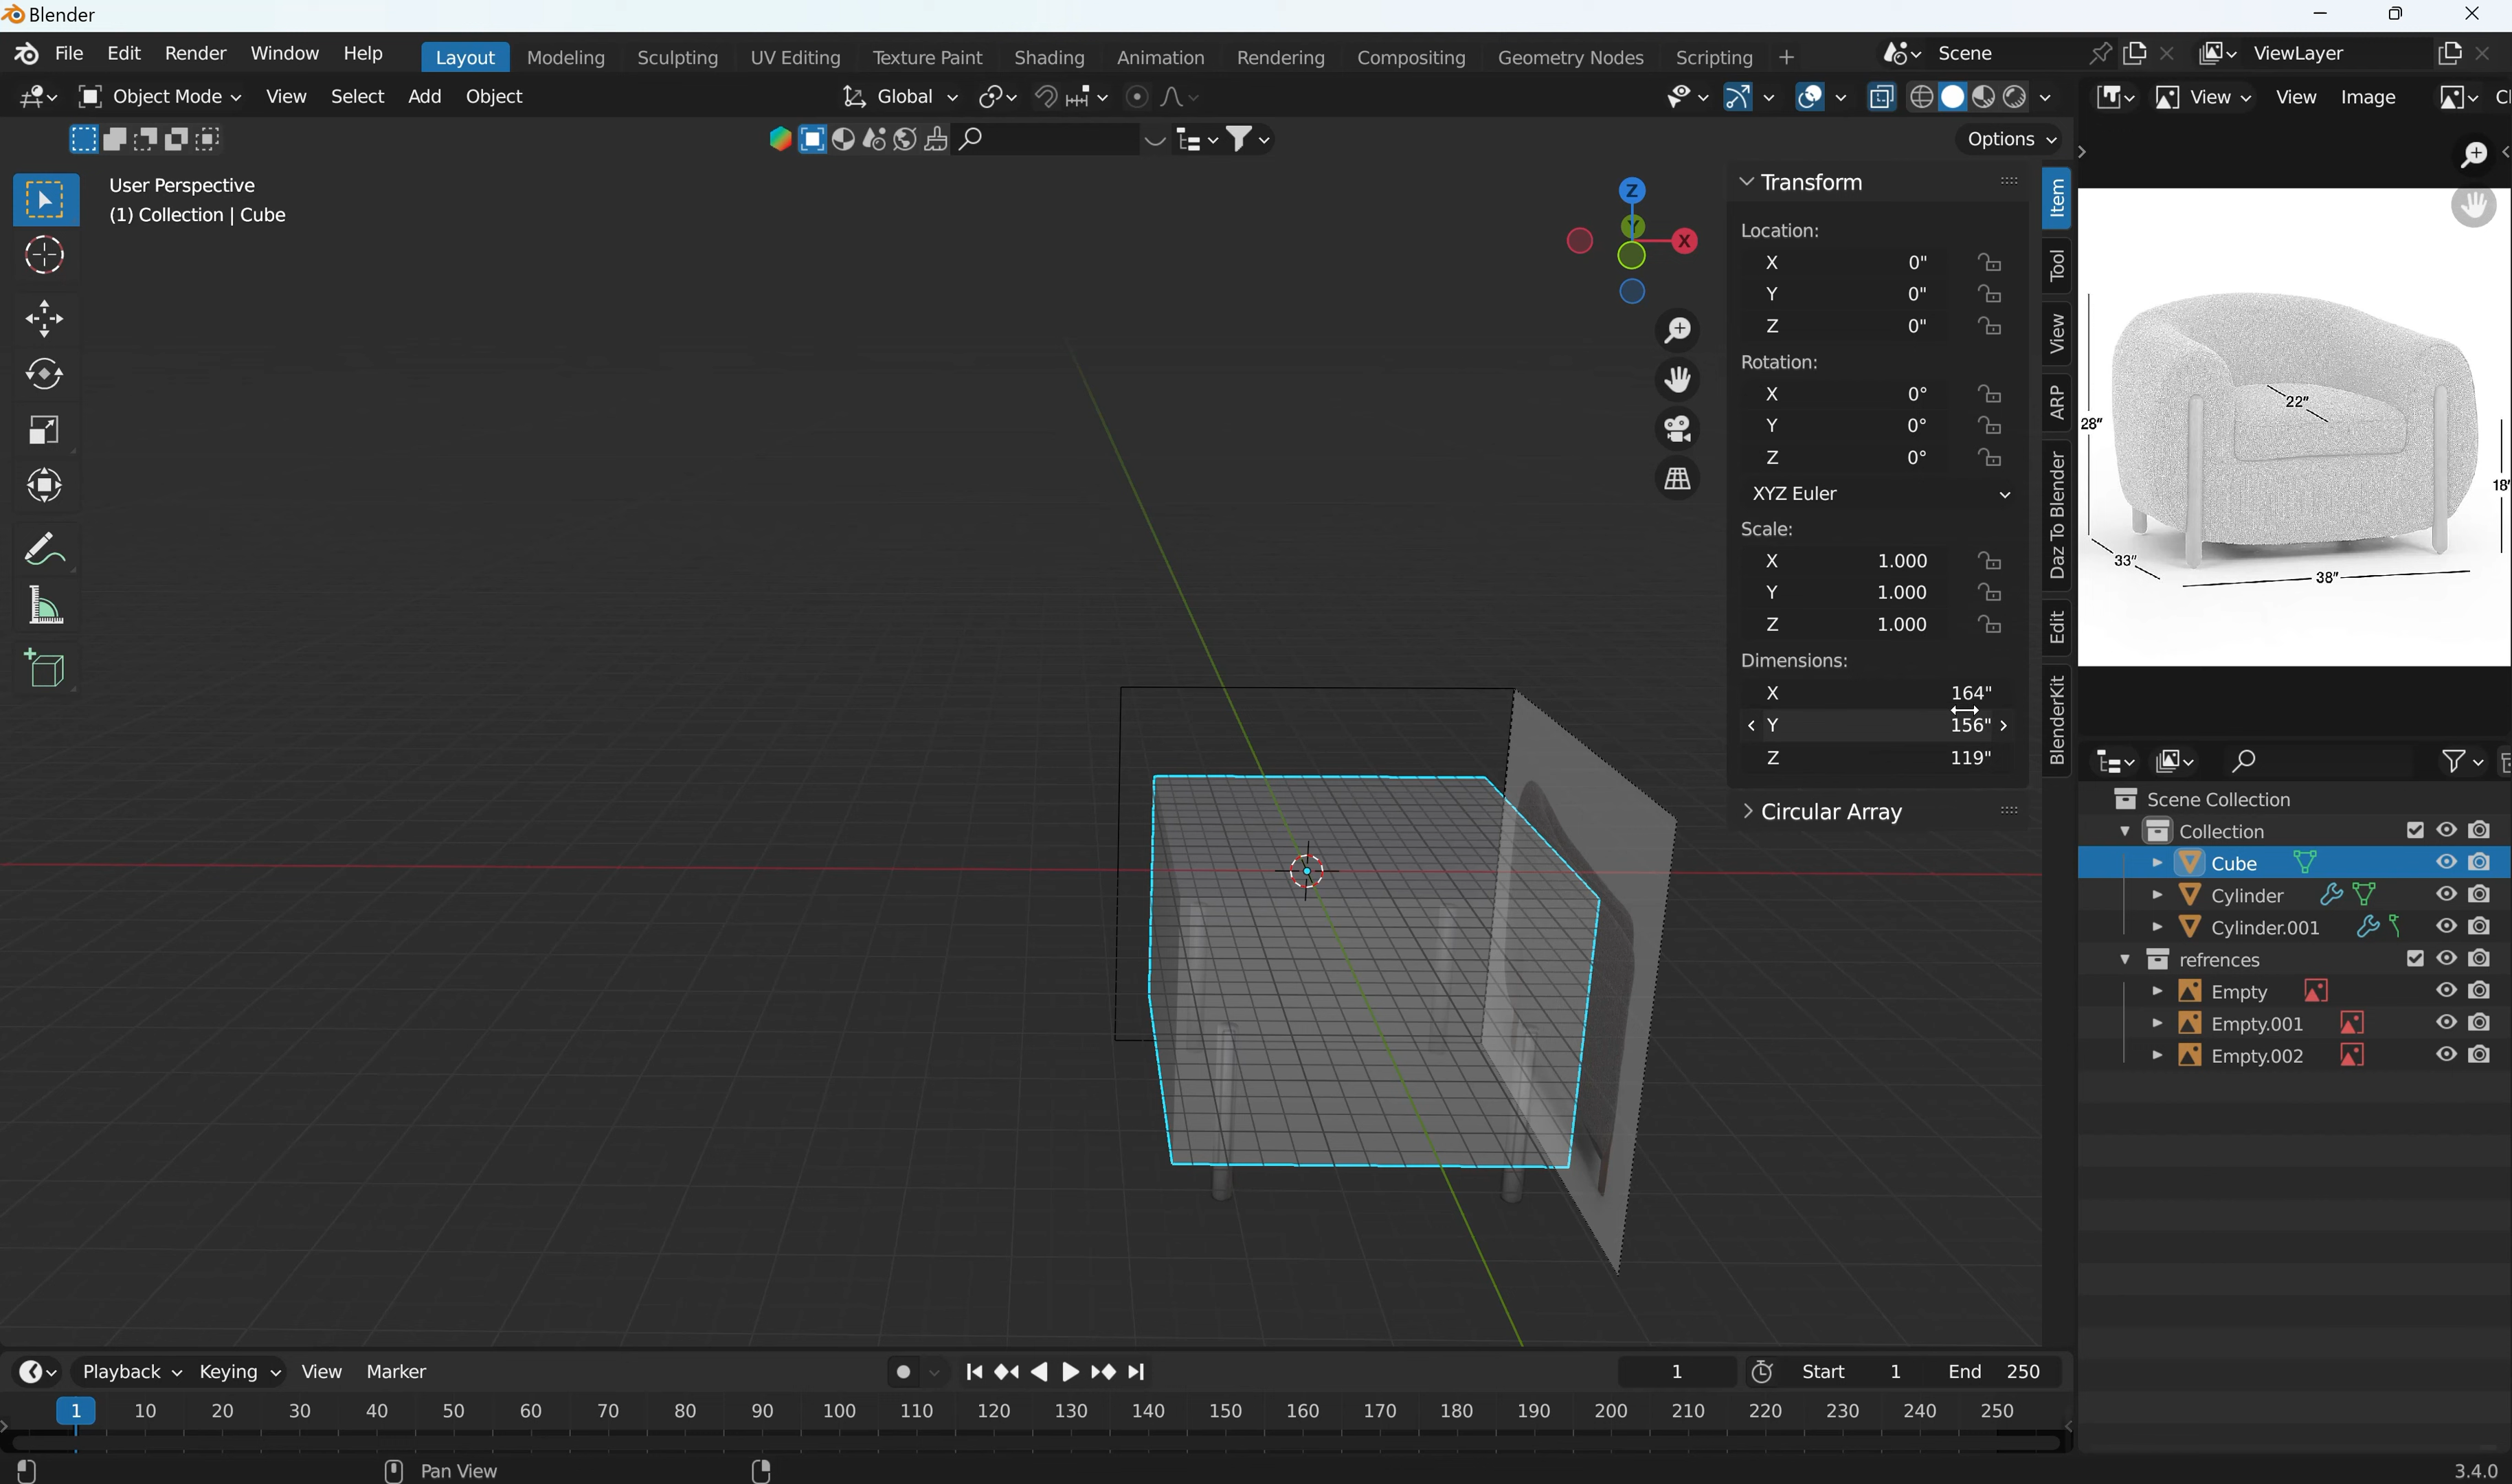 Blender
File Edit Render Window Help Layout Modeling Sculpting UV Editing Texture Paint Shading Animation Rendering Compositing Geometry Nodes Scripting + Scene ViewLayer
Object Mode View Select Add Object Global View View Image
Options
User Perspective
(1) Collection | Cube
Z
Y
X
Transform
Location:
X 0"
Y 0"
Z 0"
Rotation:
X 0°
Y 0°
Z 0°
XYZ Euler
Scale:
X 1.000
Y 1.000
Z 1.000
Dimensions:
X 164"
Y 156"
Z 119"
Circular Array
Item
Tool
View
ARP
Daz To Blender
Edit
BlenderKit
22"
28"
18"
33"
38"
Scene Collection
Collection
Cube
Cylinder
Cylinder.001
refrences
Empty
Empty.001
Empty.002
Playback Keying View Marker 1 Start 1 End 250
1 10 20 30 40 50 60 70 80 90 100 110 120 130 140 150 160 170 180 190 200 210 220 230 240 250
Pan View 3.4.0